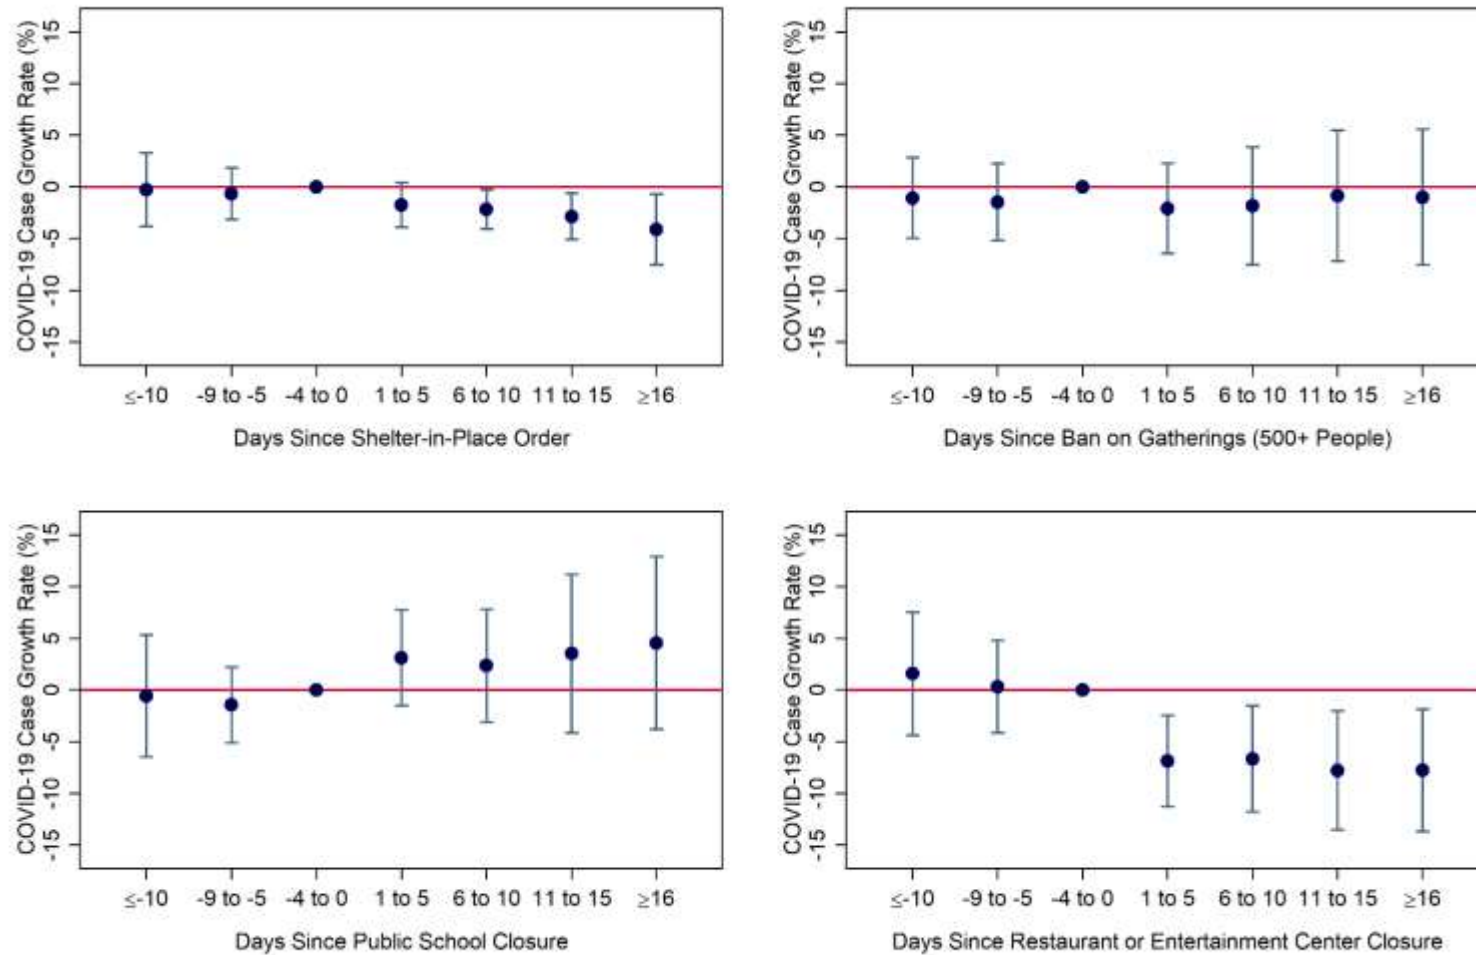 COVID-19 Case Growth Rate (%)
15
10
5
0
-5
-10
-15
≤-10 -9 to -5 -4 to 0 1 to 5 6 to 10 11 to 15 ≥16
Days Since Shelter-in-Place Order
COVID-19 Case Growth Rate (%)
15
10
5
0
-5
-10
-15
≤-10 -9 to -5 -4 to 0 1 to 5 6 to 10 11 to 15 ≥16
Days Since Ban on Gatherings (500+ People)
COVID-19 Case Growth Rate (%)
15
10
5
0
-5
-10
-15
≤-10 -9 to -5 -4 to 0 1 to 5 6 to 10 11 to 15 ≥16
Days Since Public School Closure
COVID-19 Case Growth Rate (%)
15
10
5
0
-5
-10
-15
≤-10 -9 to -5 -4 to 0 1 to 5 6 to 10 11 to 15 ≥16
Days Since Restaurant or Entertainment Center Closure